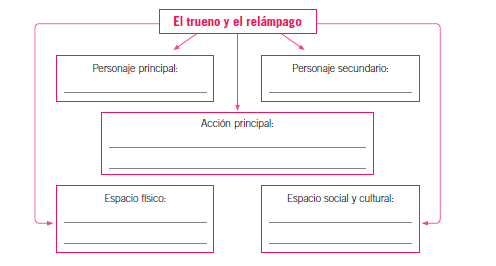 El trueno y el relámpago
Personaje principal:
Personaje secundario:
Acción principal:
Espacio físico:
Espacio social y cultural: